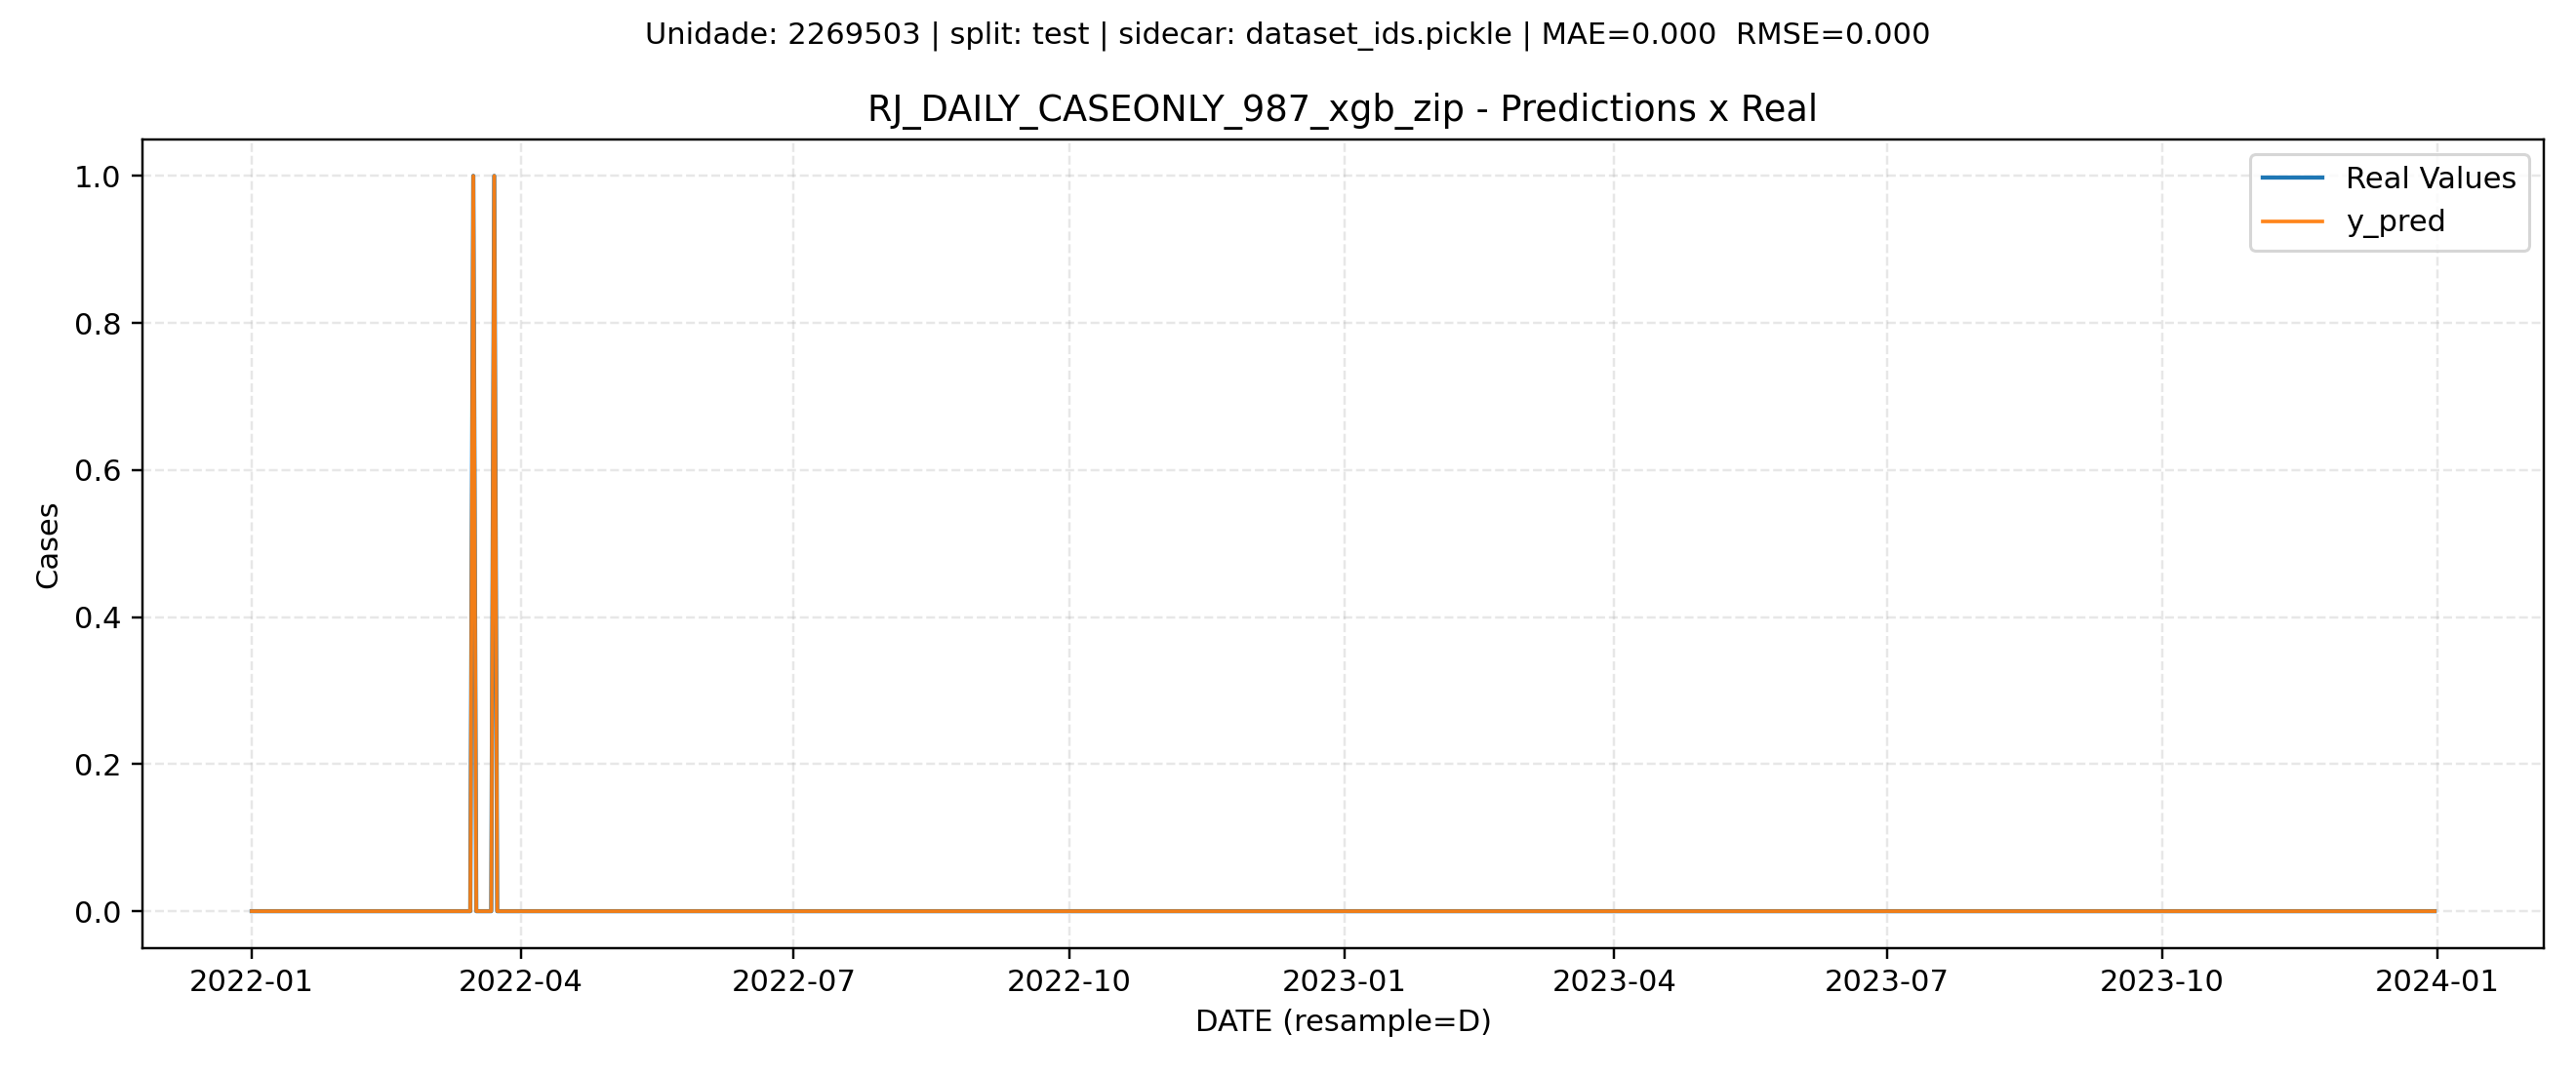 Unidade: 2269503 | split: test | sidecar: dataset_ids.pickle | MAE=0.000  RMSE=0.000
RJ_DAILY_CASEONLY_987_xgb_zip - Predictions x Real
Real Values
y_pred
1.0
0.8
0.6
0.4
0.2
0.0
Cases
2022-01 2022-04 2022-07 2022-10 2023-01 2023-04 2023-07 2023-10 2024-01
DATE (resample=D)